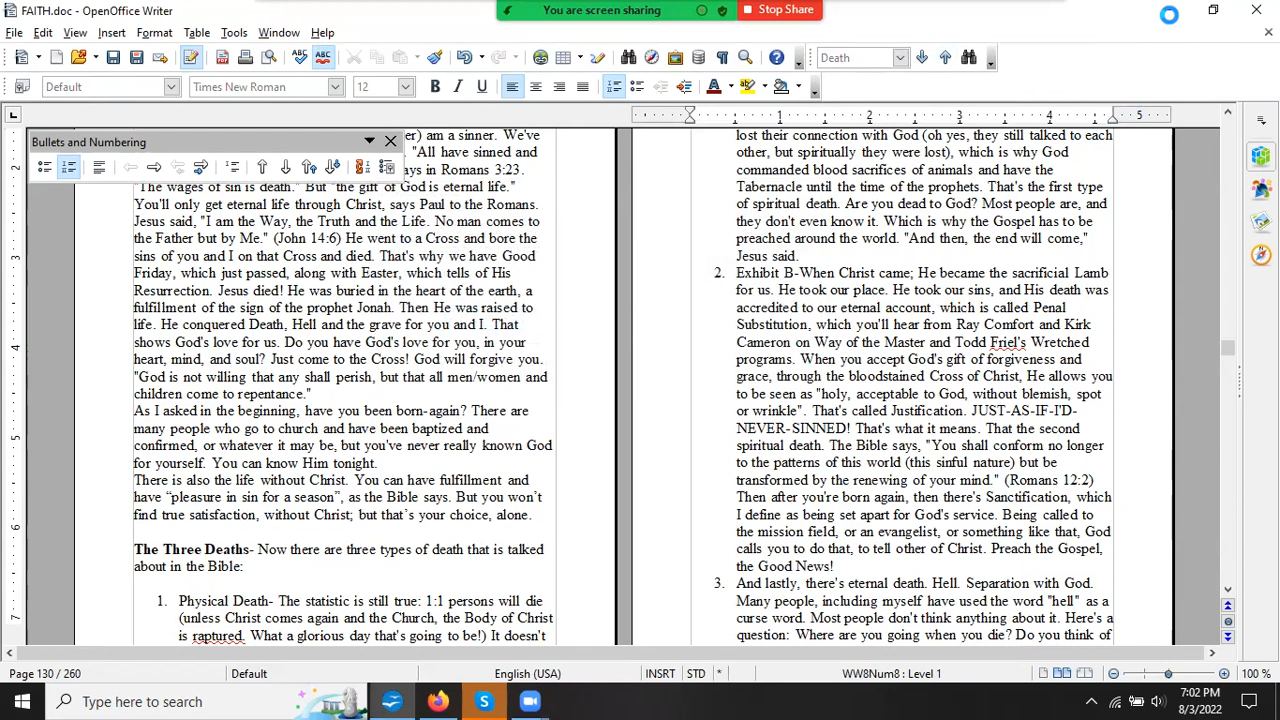 FAITH.doc - OpenOffice Writer
You are screen sharing
Stop Share
File Edit View Insert Format Table Tools Window Help
Death
Default
Times New Roman
12
Bullets and Numbering
1 2 3 4 5
2
3
4
5
6
7
er) am a sinner. We've
"All have sinned and
ays in Romans 3:23.
"The wages of sin is death." But "the gift of God is eternal life."
You'll only get eternal life through Christ, says Paul to the Romans.
Jesus said, "I am the Way, the Truth and the Life. No man comes to
the Father but by Me." (John 14:6) He went to a Cross and bore the
sins of you and I on that Cross and died. That's why we have Good
Friday, which just passed, along with Easter, which tells of His
Resurrection. Jesus died! He was buried in the heart of the earth, a
fulfillment of the sign of the prophet Jonah. Then He was raised to
life. He conquered Death, Hell and the grave for you and I. That
shows God's love for us. Do you have God's love for you, in your
heart, mind, and soul? Just come to the Cross! God will forgive you.
"God is not willing that any shall perish, but that all men/women and
children come to repentance."
As I asked in the beginning, have you been born-again? There are
many people who go to church and have been baptized and
confirmed, or whatever it may be, but you've never really known God
for yourself. You can know Him tonight.
There is also the life without Christ. You can have fulfillment and
have “pleasure in sin for a season”, as the Bible says. But you won’t
find true satisfaction, without Christ; but that’s your choice, alone.
The Three Deaths- Now there are three types of death that is talked
about in the Bible:
1. Physical Death- The statistic is still true: 1:1 persons will die
(unless Christ comes again and the Church, the Body of Christ
is raptured. What a glorious day that's going to be!) It doesn't
lost their connection with God (oh yes, they still talked to each
other, but spiritually they were lost), which is why God
commanded blood sacrifices of animals and have the
Tabernacle until the time of the prophets. That's the first type
of spiritual death. Are you dead to God? Most people are, and
they don't even know it. Which is why the Gospel has to be
preached around the world. "And then, the end will come,"
Jesus said.
2. Exhibit B-When Christ came; He became the sacrificial Lamb
for us. He took our place. He took our sins, and His death was
accredited to our eternal account, which is called Penal
Substitution, which you'll hear from Ray Comfort and Kirk
Cameron on Way of the Master and Todd Friel's Wretched
programs. When you accept God's gift of forgiveness and
grace, through the bloodstained Cross of Christ, He allows you
to be seen as "holy, acceptable to God, without blemish, spot
or wrinkle". That's called Justification. JUST-AS-IF-I'D-
NEVER-SINNED! That's what it means. That the second
spiritual death. The Bible says, "You shall conform no longer
to the patterns of this world (this sinful nature) but be
transformed by the renewing of your mind." (Romans 12:2)
Then after you're born again, then there's Sanctification, which
I define as being set apart for God's service. Being called to
the mission field, or an evangelist, or something like that, God
calls you to do that, to tell other of Christ. Preach the Gospel,
the Good News!
3. And lastly, there's eternal death. Hell. Separation with God.
Many people, including myself have used the word "hell" as a
curse word. Most people don't think anything about it. Here's a
question: Where are you going when you die? Do you think of
Page 130 / 260
Default
English (USA)
INSRT
STD
*
WW8Num8 : Level 1
100 %
Type here to search
7:02 PM
8/3/2022